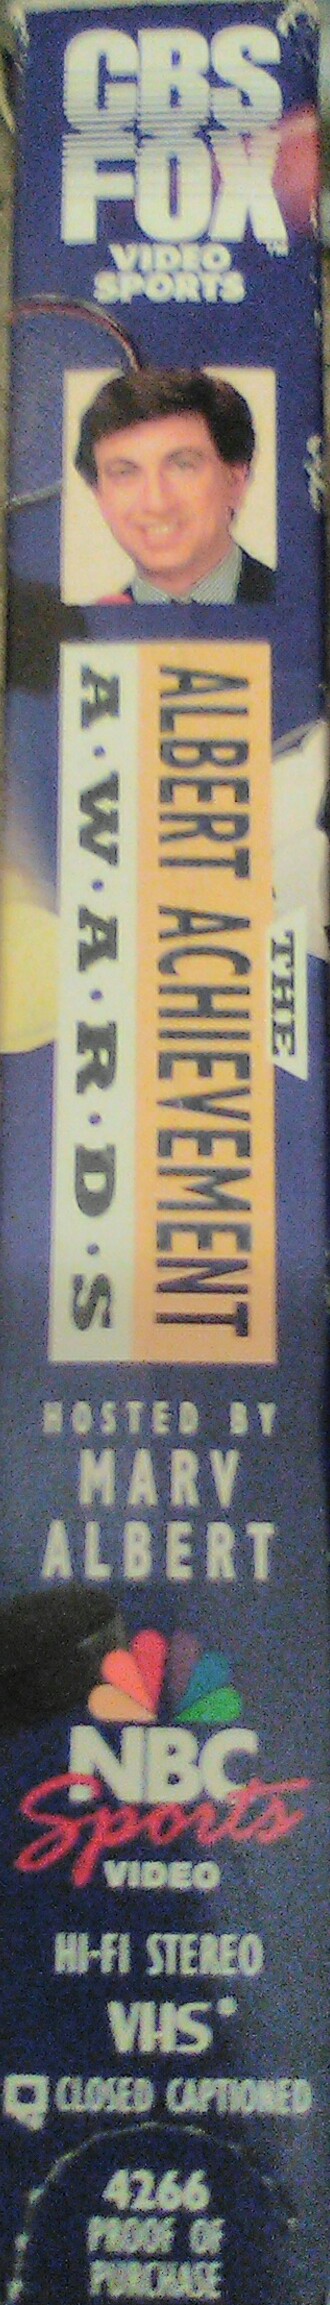 CBS
FOX™
VIDEO
SPORTS
THE
ALBERT ACHIEVEMENT
A·W·A·R·D·S
HOSTED BY
MARV
ALBERT
NBC
Sports
VIDEO
HI-FI STEREO
VHS
CLOSED CAPTIONED
4266
PROOF OF
PURCHASE